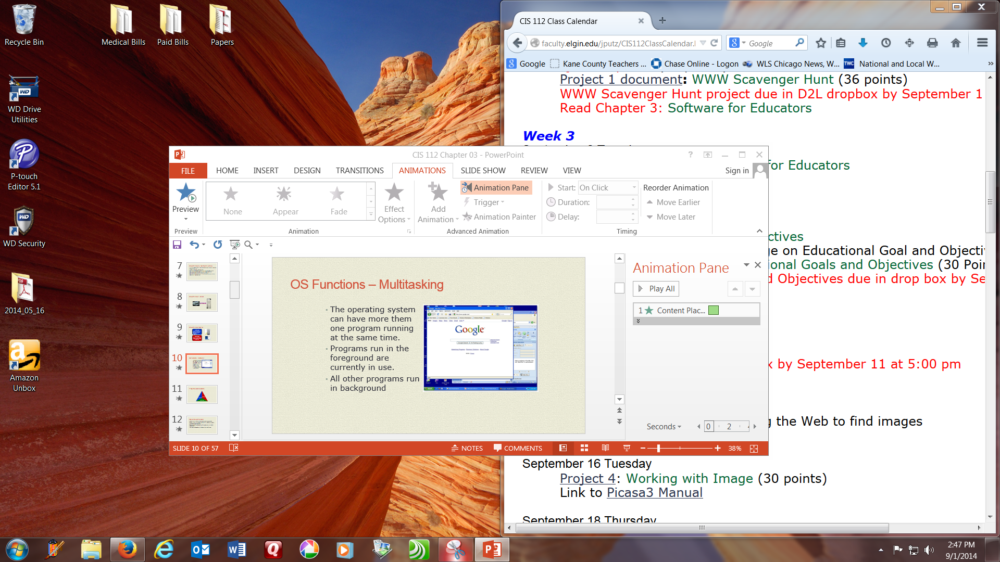 Recycle Bin
Medical Bills
Paid Bills
Papers
WD Drive
Utilities
P-touch
Editor 5.1
WD Security
2014_05_16
Amazon
Unbox
CIS 112 Class Calendar
faculty.elgin.edu/jputz/CIS112ClassCalendar.
Google
Google
Kane County Teachers ...
Chase Online - Logon
WLS Chicago News, W...
National and Local W...
Project 1 document: WWW Scavenger Hunt (36 points)
WWW Scavenger Hunt project due in D2L dropbox by September 1
Read Chapter 3: Software for Educators
Week 3
for Educators
ctives
e on Educational Goal and Objecti
ional Goals and Objectives (30 Poi
d Objectives due in drop box by Se
x by September 11 at 5:00 pm
g the Web to find images
September 16 Tuesday
Project 4: Working with Image (30 points)
Link to Picasa3 Manual
September 18 Thursday
CIS 112 Chapter 03 - PowerPoint
FILE
HOME
INSERT
DESIGN
TRANSITIONS
ANIMATIONS
SLIDE SHOW
REVIEW
VIEW
Sign in
Preview
None
Appear
Fade
Effect
Options
Add
Animation
Animation Pane
Trigger
Animation Painter
Start: On Click
Duration:
Delay:
Reorder Animation
Move Earlier
Move Later
Preview
Animation
Advanced Animation
Timing
7
8
9
10
11
12
OS Functions – Multitasking
The operating system
can have more them
one program running
at the same time.
Programs run in the
foreground are
currently in use.
All other programs run
in background
Google
Animation Pane
Play All
1 Content Plac...
Seconds
0
2
SLIDE 10 OF 57
NOTES
COMMENTS
38%
2:47 PM
9/1/2014